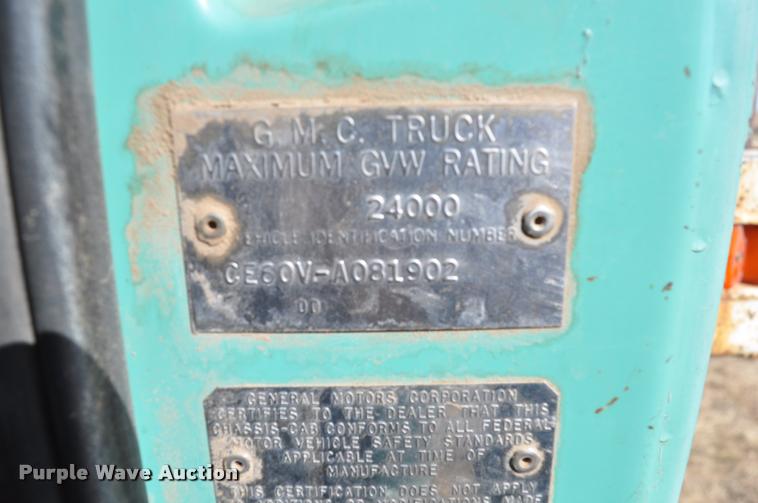 G.M.C. TRUCK
MAXIMUM GVW RATING
24000
VEHICLE IDENTIFICATION NUMBER
CE60V-A081902
00
GENERAL MOTORS CORPORATION
CERTIFIES TO THE DEALER THAT THIS
CHASSIS-CAB CONFORMS TO ALL FEDERAL
MOTOR VEHICLE SAFETY STANDARDS
APPLICABLE AT TIME OF
MANUFACTURE
THIS CERTIFICATION DOES NOT APPLY
MADE
Purple Wave Auction